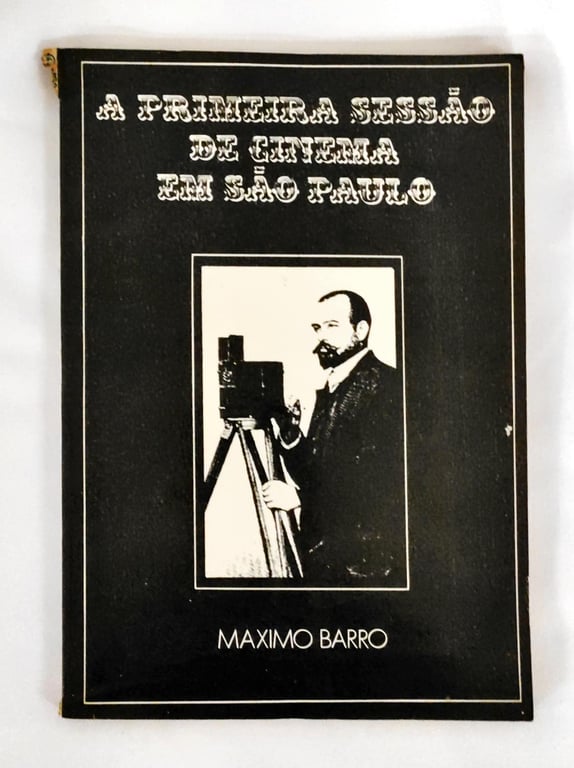 A PRIMEIRA SESSÃO
DE CINEMA
EM SÃO PAULO
MAXIMO BARRO